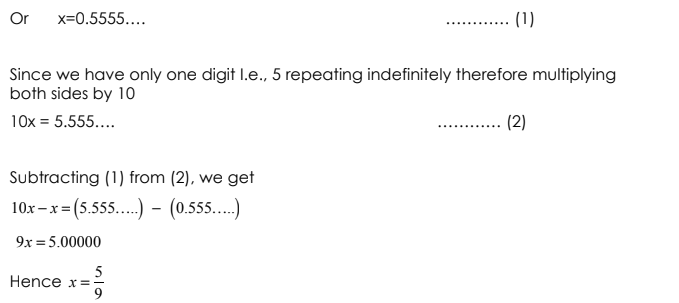 Or x=0.5555.... ............ (1)
Since we have only one digit I.e., 5 repeating indefinitely therefore multiplying
both sides by 10
10x = 5.555.... ............ (2)
Subtracting (1) from (2), we get
10x − x = (5.555.....) − (0.555.....)
9x = 5.00000
Hence x = 5/9